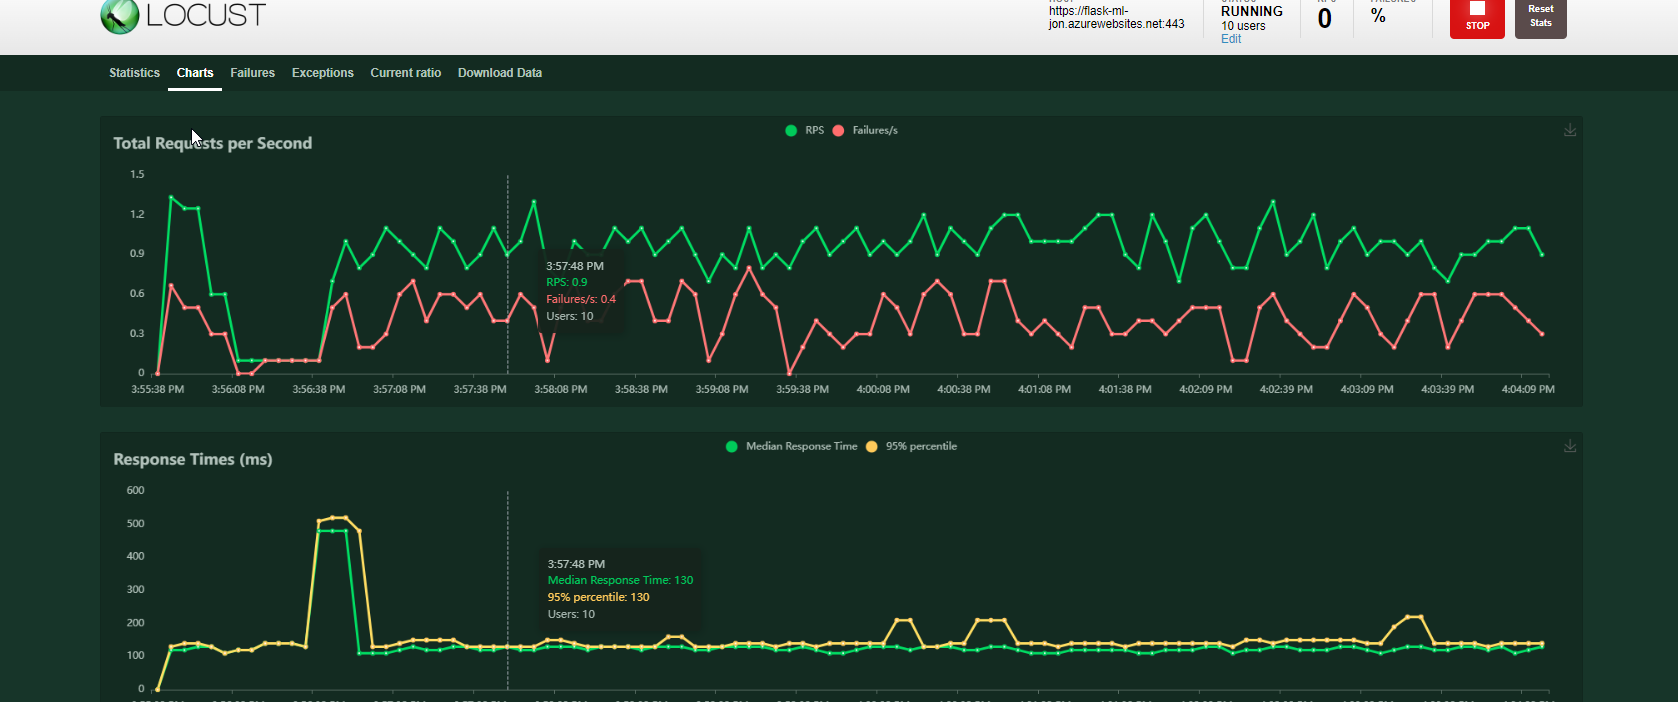 LOCUST
https://flask-ml-
jon.azurewebsites.net:443
RUNNING
10 users
Edit
0
%
STOP
Reset
Stats
Statistics
Charts
Failures
Exceptions
Current ratio
Download Data
Total Requests per Second
RPS
Failures/s
1.5
1.2
0.9
0.6
0.3
0
3:57:48 PM
RPS: 0.9
Failures/s: 0.4
Users: 10
3:55:38 PM
3:56:08 PM
3:56:38 PM
3:57:08 PM
3:57:38 PM
3:58:08 PM
3:58:38 PM
3:59:08 PM
3:59:38 PM
4:00:08 PM
4:00:38 PM
4:01:08 PM
4:01:38 PM
4:02:09 PM
4:02:39 PM
4:03:09 PM
4:03:39 PM
4:04:09 PM
Response Times (ms)
Median Response Time
95% percentile
600
500
400
300
200
100
0
3:57:48 PM
Median Response Time: 130
95% percentile: 130
Users: 10